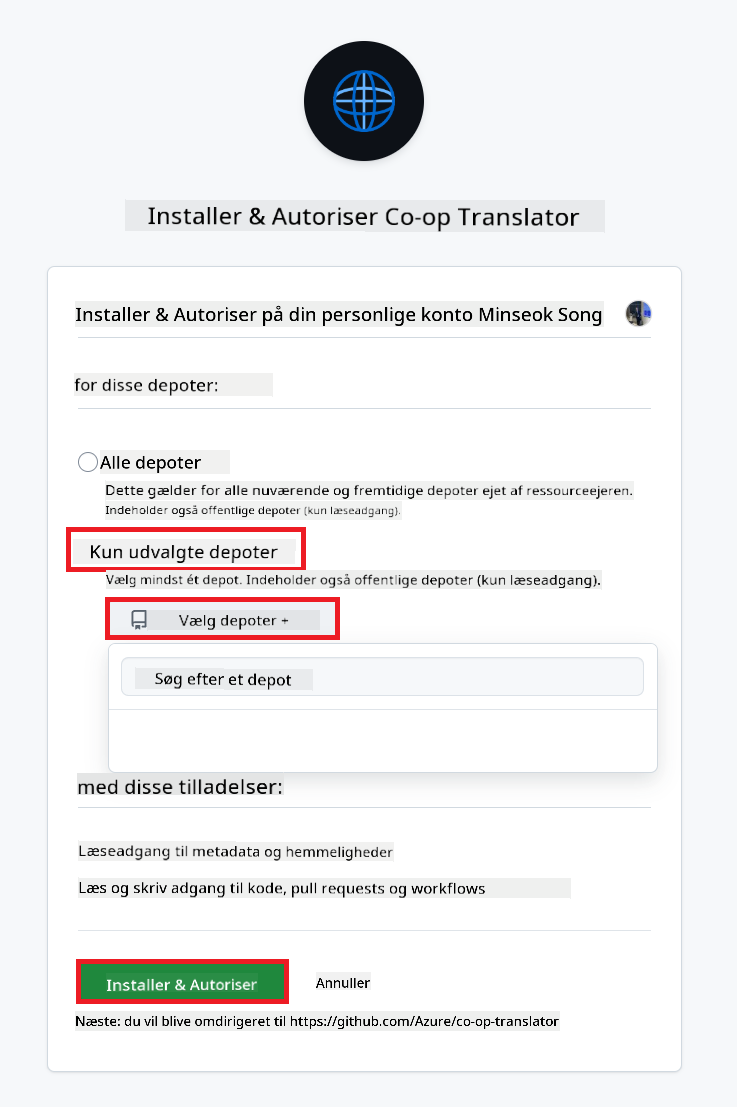 Installer & Autoriser Co-op Translator
Installer & Autoriser på din personlige konto Minseok Song
for disse depoter:
Alle depoter
Dette gælder for alle nuværende og fremtidige depoter ejet af ressourceejeren.
Indeholder også offentlige depoter (kun læseadgang).
Kun udvalgte depoter
Vælg mindst ét depot. Indeholder også offentlige depoter (kun læseadgang).
Vælg depoter +
Søg efter et depot
med disse tilladelser:
Læseadgang til metadata og hemmeligheder
Læs og skriv adgang til kode, pull requests og workflows
Installer & Autoriser
Annuller
Næste: du vil blive omdirigeret til https://github.com/Azure/co-op-translator